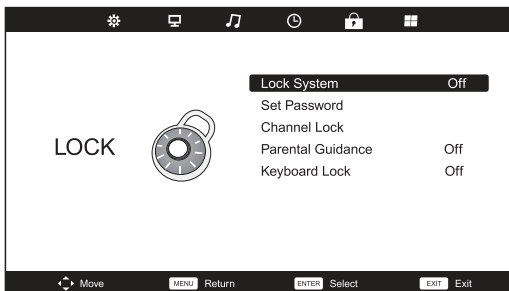 Lock System Off
Set Password
Channel Lock
LOCK
Parental Guidance Off
Keyboard Lock Off
Move MENU Return ENTER Select EXIT Exit